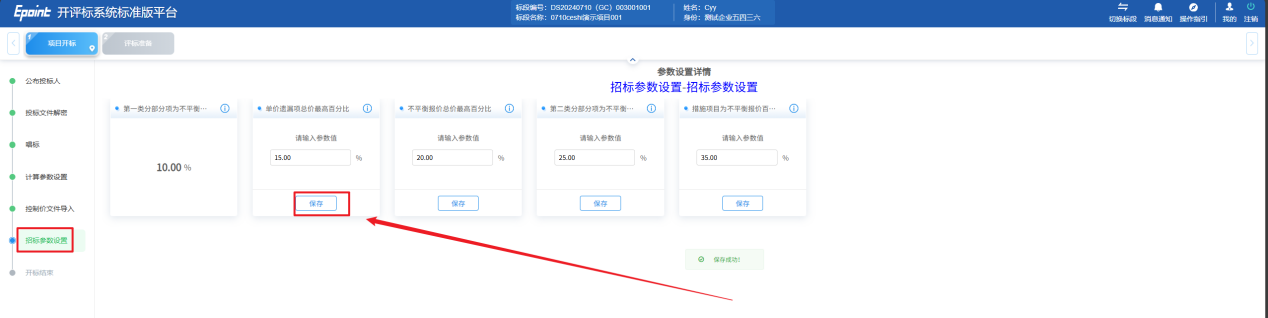 Epoint 开评标系统标准版平台
标段编号：DS20240710（GC）003001001
标段名称：0710ceshi演示项目001
姓名：Cyy
身份：测试企业五四三六
切换标段 消息通知 操作指引 我的 注销
1 项目开标
2 评标准备
公布投标人
投标文件解密
唱标
计算参数设置
控制价文件导入
招标参数设置
开标结束
参数设置详情
招标参数设置-招标参数设置
第一类分部分项为不平衡…
10.00 %
单价遗漏项总价最高百分比
请输入参数值
15.00 %
保存
不平衡报价总价最高百分比
请输入参数值
20.00 %
保存
第二类分部分项为不平衡…
请输入参数值
25.00 %
保存
措施项目为不平衡报价百…
请输入参数值
35.00 %
保存
保存成功！